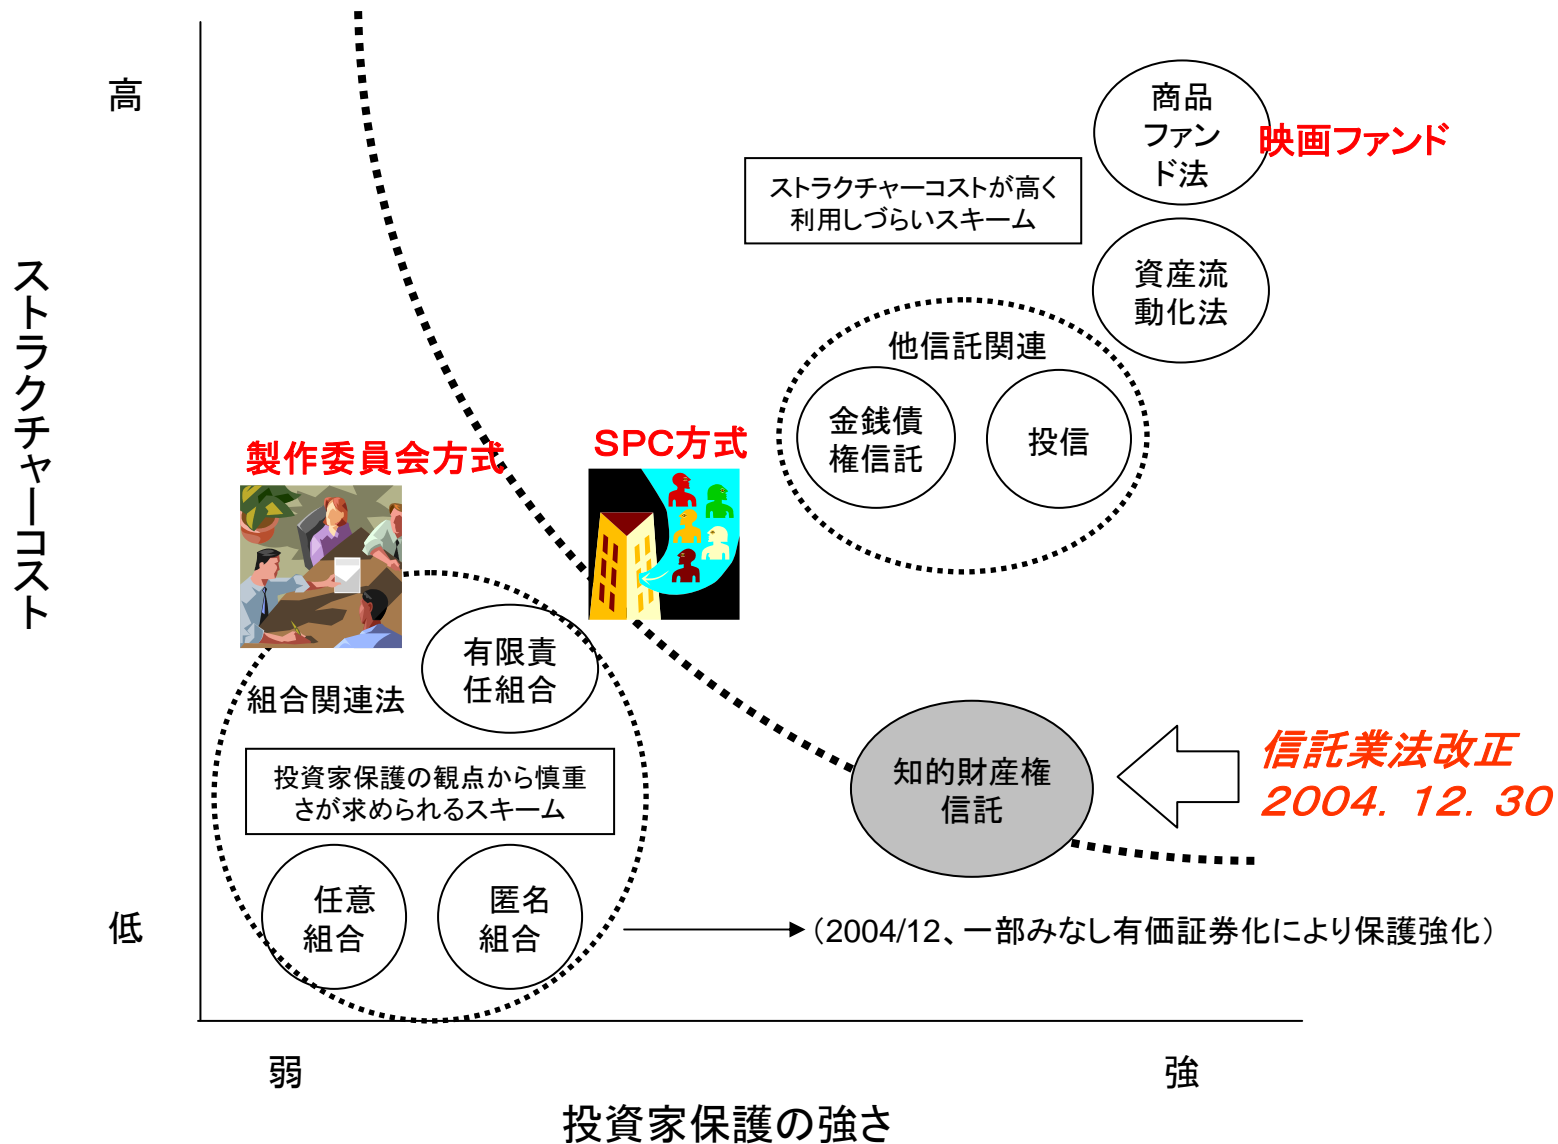 高
商品
ファン
ド法
映画ファンド
ストラクチャーコストが高く
利用しづらいスキーム
資産流
動化法
ストラクチャーコスト
他信託関連
金銭債
権信託
投信
製作委員会方式
SPC方式
有限責
任組合
組合関連法
投資家保護の観点から慎重
さが求められるスキーム
知的財産権
信託
信託業法改正
2004. 12. 30
任意
組合
匿名
組合
(2004/12、一部みなし有価証券化により保護強化)
低
弱
強
投資家保護の強さ